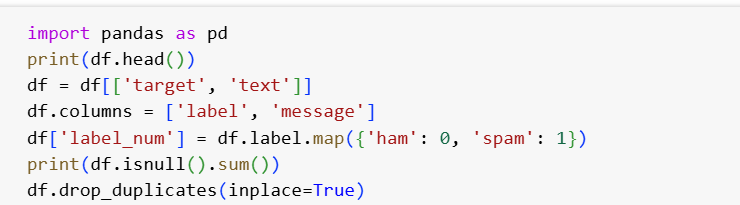 import pandas as pd
print(df.head())
df = df[['target', 'text']]
df.columns = ['label', 'message']
df['label_num'] = df.label.map({'ham': 0, 'spam': 1})
print(df.isnull().sum())
df.drop_duplicates(inplace=True)